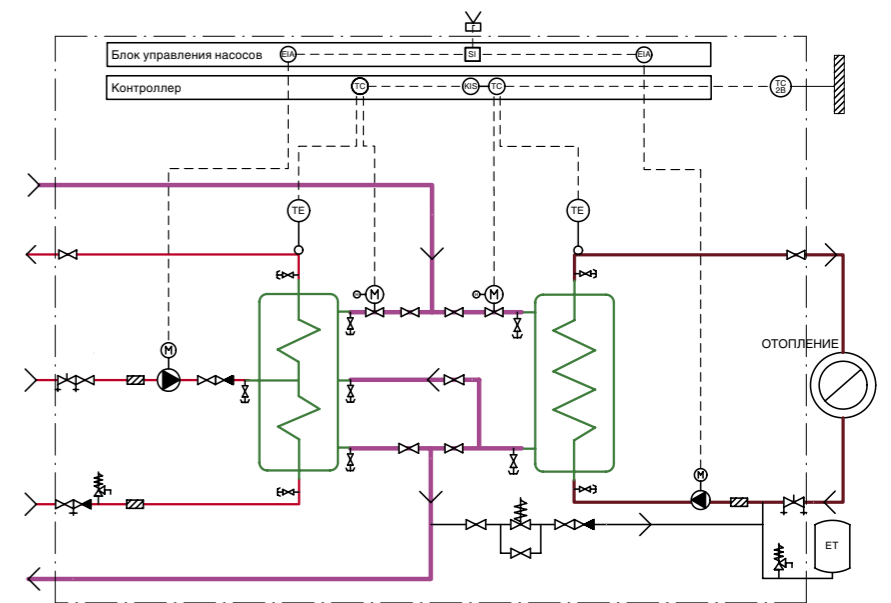 Г
Блок управления насосов EIA SI EIA
Контроллер TC KIS TC TC 2B
TE TE
M M
ОТОПЛЕНИЕ
M
M
ET